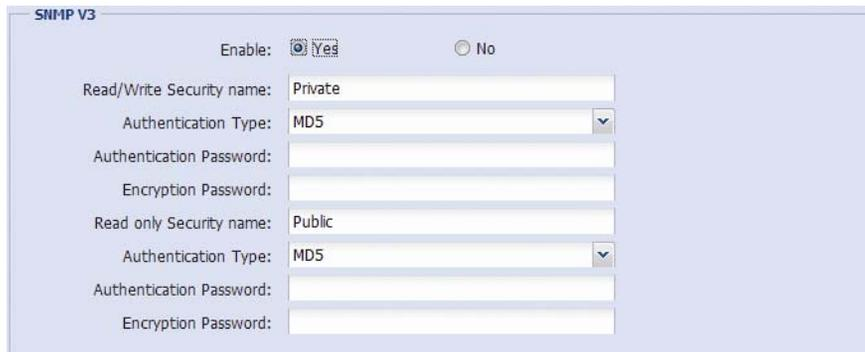 SNMP V3
Enable: Yes No
Read/Write Security name: Private
Authentication Type: MD5
Authentication Password:
Encryption Password:
Read only Security name: Public
Authentication Type: MD5
Authentication Password:
Encryption Password: